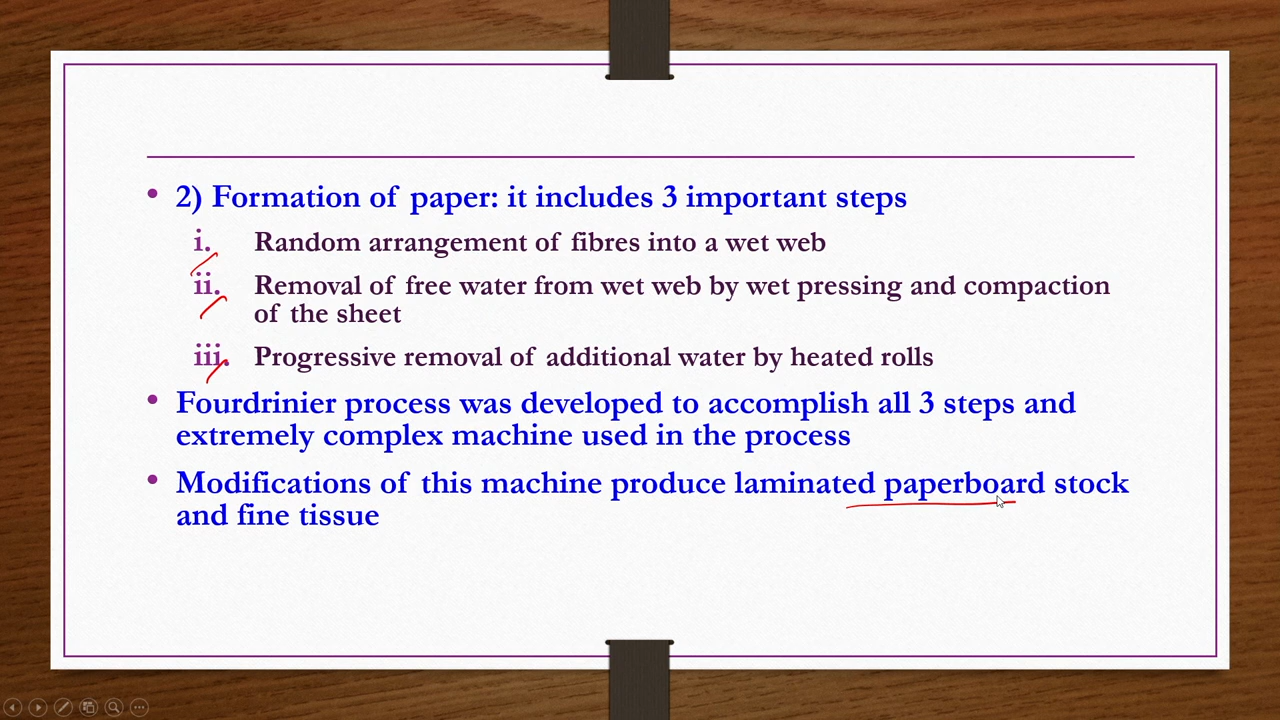 • 2) Formation of paper: it includes 3 important steps
i. Random arrangement of fibres into a wet web
ii. Removal of free water from wet web by wet pressing and compaction
of the sheet
iii. Progressive removal of additional water by heated rolls
• Fourdrinier process was developed to accomplish all 3 steps and
extremely complex machine used in the process
• Modifications of this machine produce laminated paperboard stock
and fine tissue